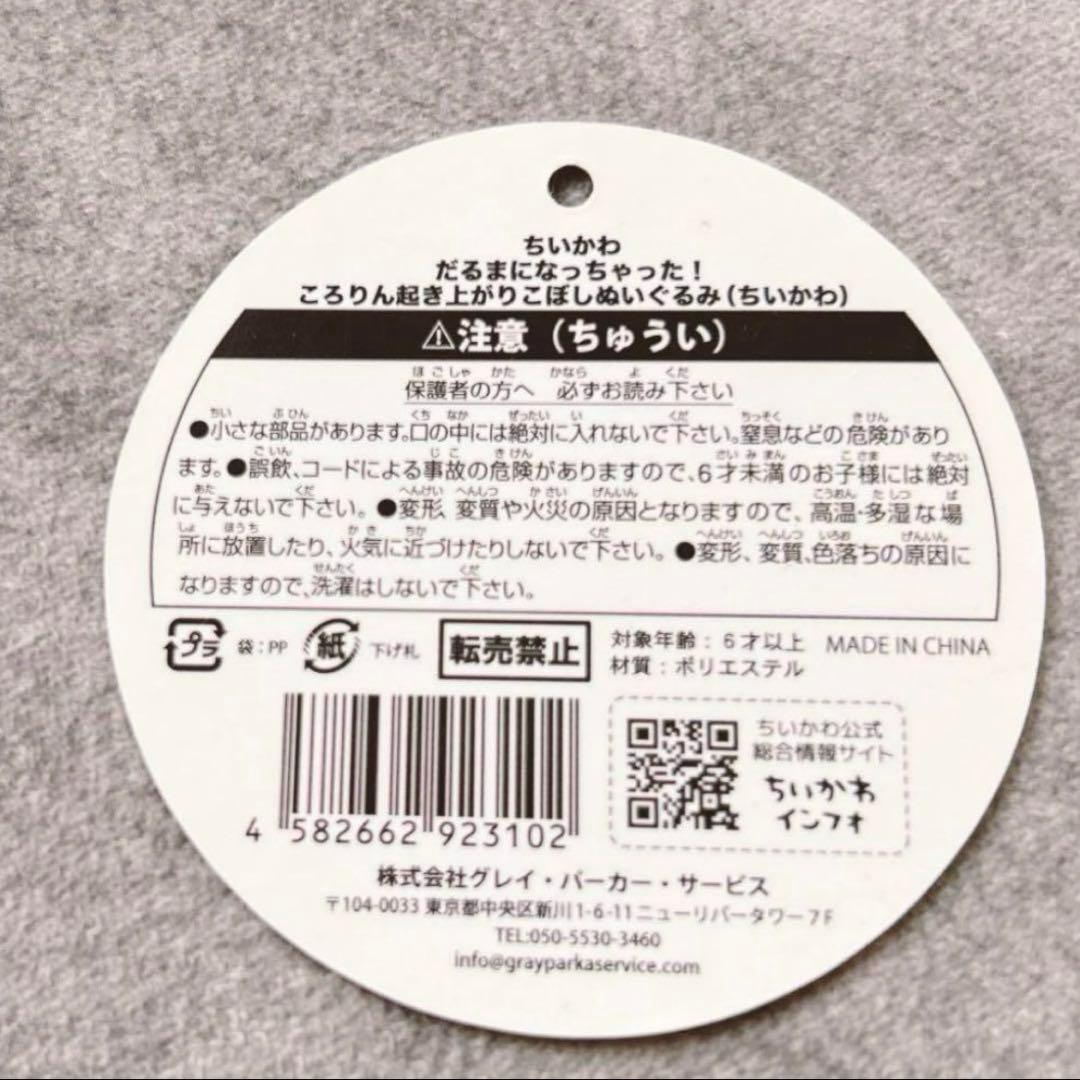 ちいかわ
だるまになっちゃった!
ころりん起き上がりこぼしぬいぐるみ(ちいかわ)
⚠注意(ちゅうい)
ほごしゃ かた かなら よ くだ
保護者の方へ 必ずお読み下さい
ちい ぶひん くち なか ぜったい い くだ ちっそく きけん
●小さな部品があります。口の中には絶対に入れないで下さい。窒息などの危険があり
ごいん じこ きけん さいみまん こさま ぜったい
ます。●誤飲、コードによる事故の危険がありますので、6才未満のお子様には絶対
あた くだ へんけい へんしつ かさい げんいん こうおん たしつ ば
に与えないで下さい。●変形、変質や火災の原因となりますので、高温・多湿な場
しょ ほうち かき ちか くだ へんけい へんしつ いろお げんいん
所に放置したり、火気に近づけたりしないで下さい。●変形、変質、色落ちの原因に
せんたく くだ
なりますので、洗濯はしないで下さい。
プラ 袋:PP 紙 下げ札 転売禁止 対象年齢:6才以上 MADE IN CHINA
材質:ポリエステル
ちいかわ公式
総合情報サイト
ちいかわ
インフォ
4 582662 923102
株式会社グレイ・パーカー・サービス
〒104-0033 東京都中央区新川1-6-11ニューリバータワー7F
TEL:050-5530-3460
info@grayparkaservice.com